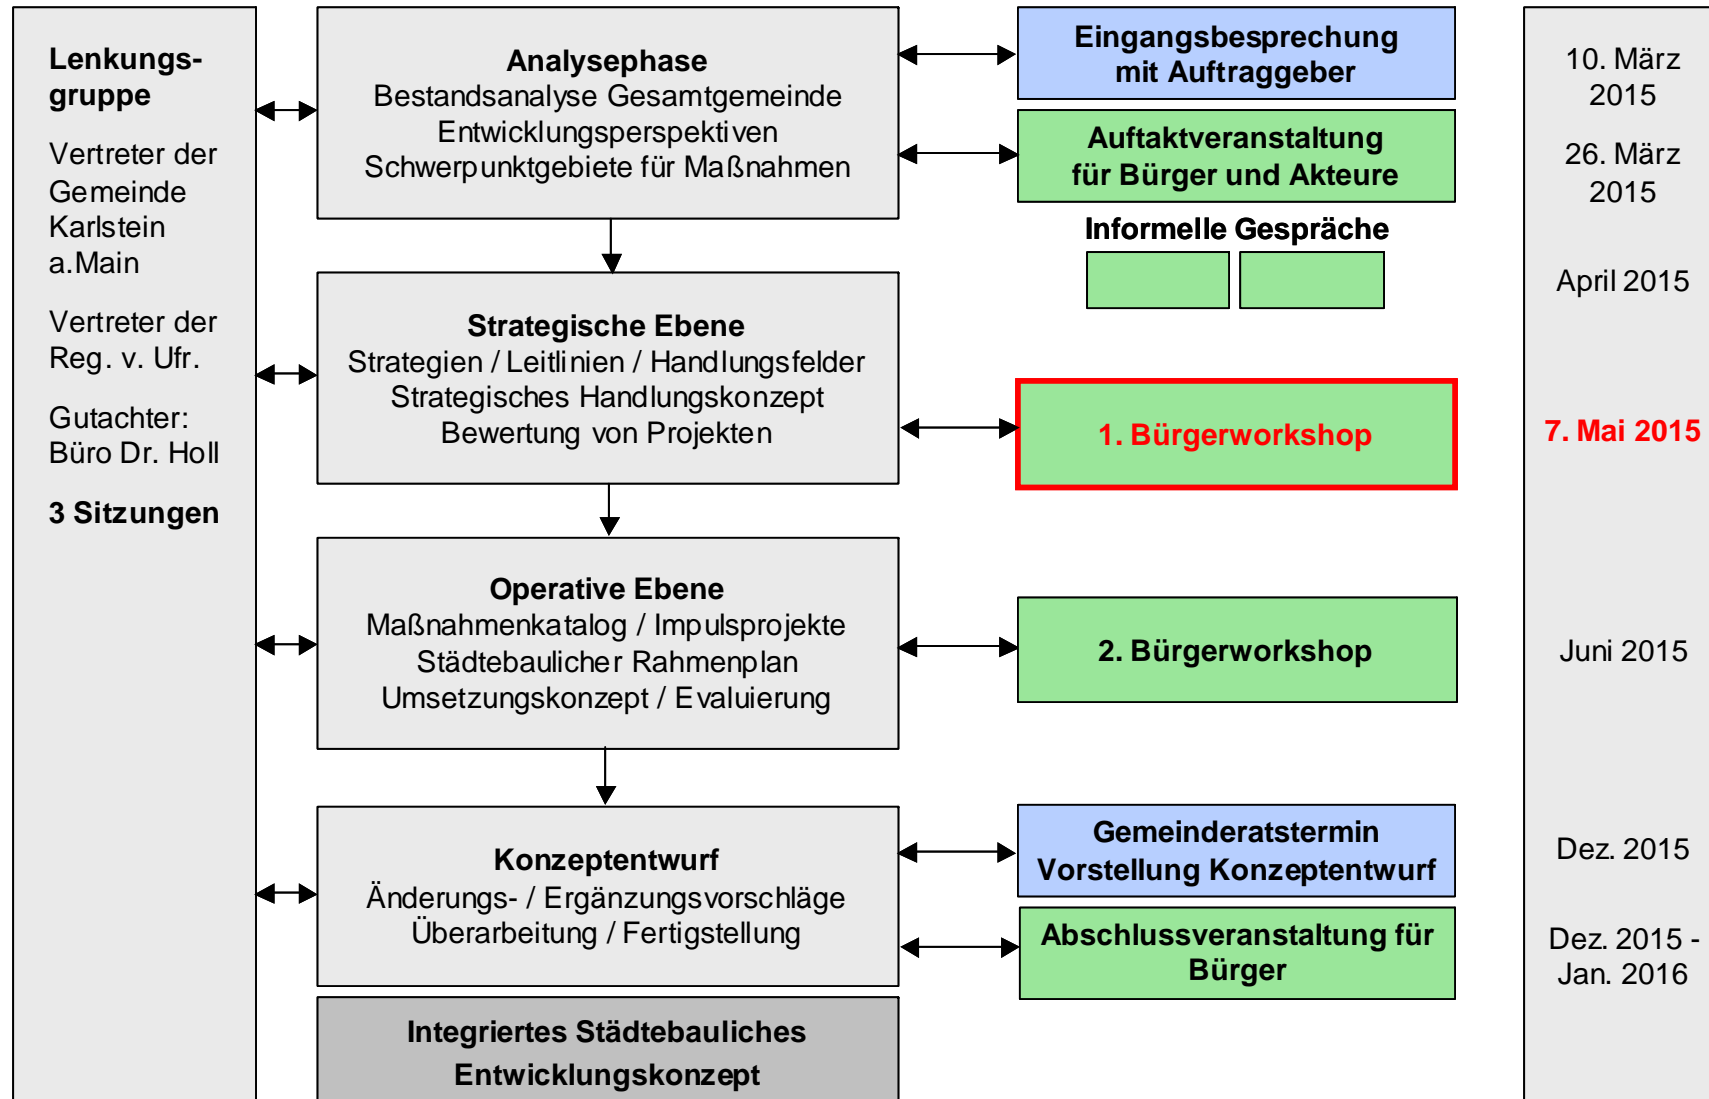 Lenkungs-
gruppe
Vertreter der
Gemeinde
Karlstein
a.Main
Vertreter der
Reg. v. Ufr.
Gutachter:
Büro Dr. Holl
3 Sitzungen
Analysephase
Bestandsanalyse Gesamtgemeinde
Entwicklungsperspektiven
Schwerpunktgebiete für Maßnahmen
Strategische Ebene
Strategien / Leitlinien / Handlungsfelder
Strategisches Handlungskonzept
Bewertung von Projekten
Operative Ebene
Maßnahmenkatalog / Impulsprojekte
Städtebaulicher Rahmenplan
Umsetzungskonzept / Evaluierung
Konzeptentwurf
Änderungs- / Ergänzungsvorschläge
Überarbeitung / Fertigstellung
Integriertes Städtebauliches
Entwicklungskonzept
Eingangsbesprechung
mit Auftraggeber
Auftaktveranstaltung
für Bürger und Akteure
Informelle Gespräche
1. Bürgerworkshop
2. Bürgerworkshop
Gemeinderatstermin
Vorstellung Konzeptentwurf
Abschlussveranstaltung für
Bürger
10. März
2015
26. März
2015
April 2015
7. Mai 2015
Juni 2015
Dez. 2015
Dez. 2015 -
Jan. 2016